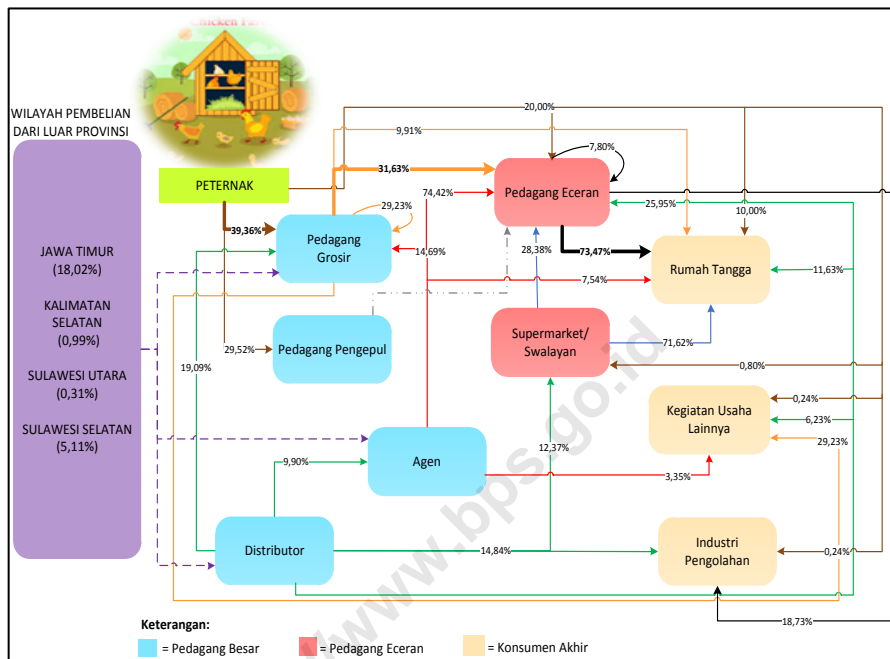 Chicken Far
WILAYAH PEMBELIAN
DARI LUAR PROVINSI
PETERNAK
JAWA TIMUR
(18,02%)
KALIMATAN
SELATAN
(0,99%)
SULAWESI UTARA
(0,31%)
SULAWESI SELATAN
(5,11%)
20,00%
9,91%
7,80%
31,63%
Pedagang Eceran
74,42%
25,95%
29,23%
39,36%
10,00%
Pedagang
Grosir
14,69%
28,38%
73,47%
Rumah Tangga
11,63%
7,54%
Supermarket/
Swalayan
29,52%
Pedagang Pengepul
71,62%
19,09%
0,80%
0,24%
Kegiatan Usaha
Lainnya
6,23%
29,23%
12,37%
Agen
9,90%
3,35%
Distributor
14,84%
Industri
Pengolahan
0,24%
18,73%
Keterangan:
= Pedagang Besar
= Pedagang Eceran
= Konsumen Akhir
www.bps.go.id